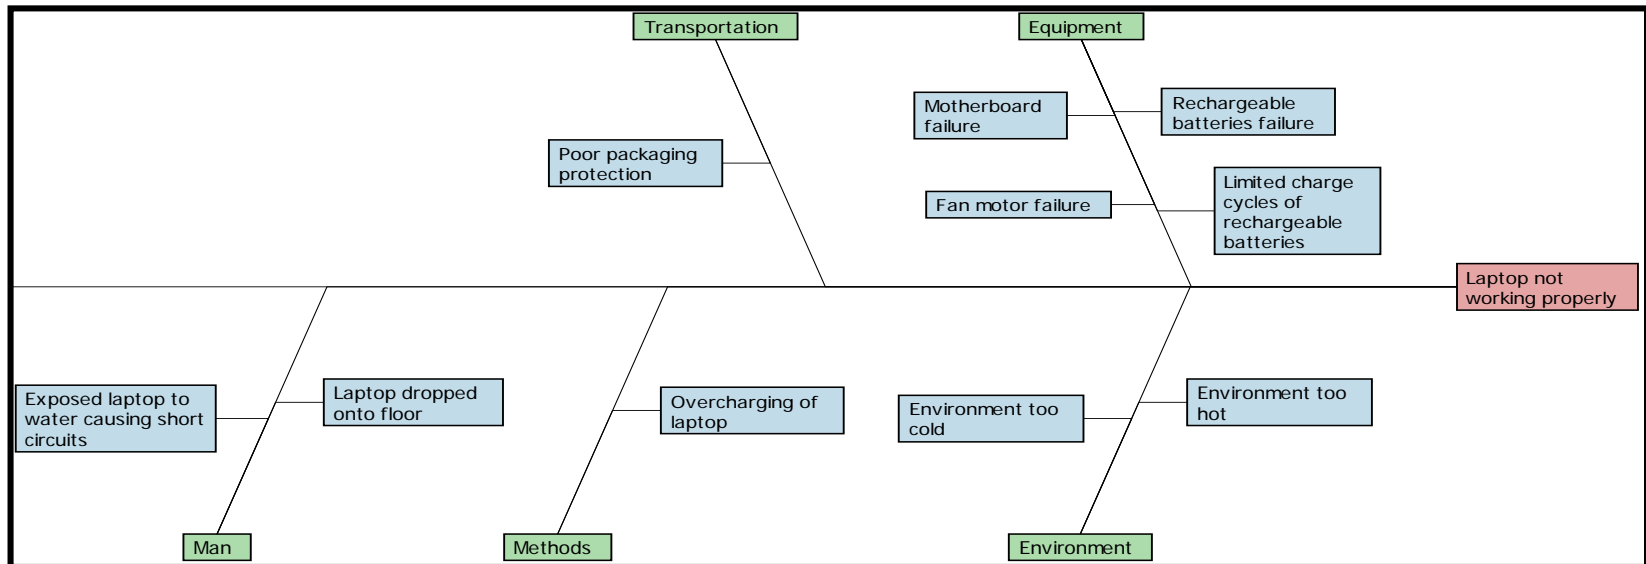 Transportation
Equipment
Motherboard
failure
Rechargeable
batteries failure
Poor packaging
protection
Fan motor failure
Limited charge
cycles of
rechargeable
batteries
Laptop not
working properly
Exposed laptop to
water causing short
circuits
Laptop dropped
onto floor
Overcharging of
laptop
Environment too
cold
Environment too
hot
Man
Methods
Environment